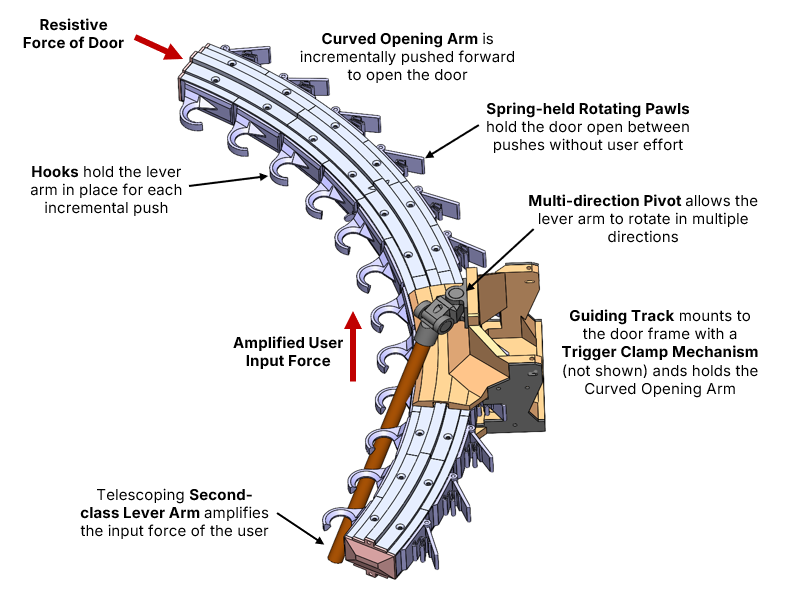 Resistive
Force of Door
Curved Opening Arm is
incrementally pushed forward
to open the door
Spring-held Rotating Pawls
hold the door open between
pushes without user effort
Hooks hold the lever
arm in place for each
incremental push
Multi-direction Pivot allows the
lever arm to rotate in multiple
directions
Guiding Track mounts to
the door frame with a
Trigger Clamp Mechanism
(not shown) ands holds the
Curved Opening Arm
Amplified User
Input Force
Telescoping Second-
class Lever Arm amplifies
the input force of the user